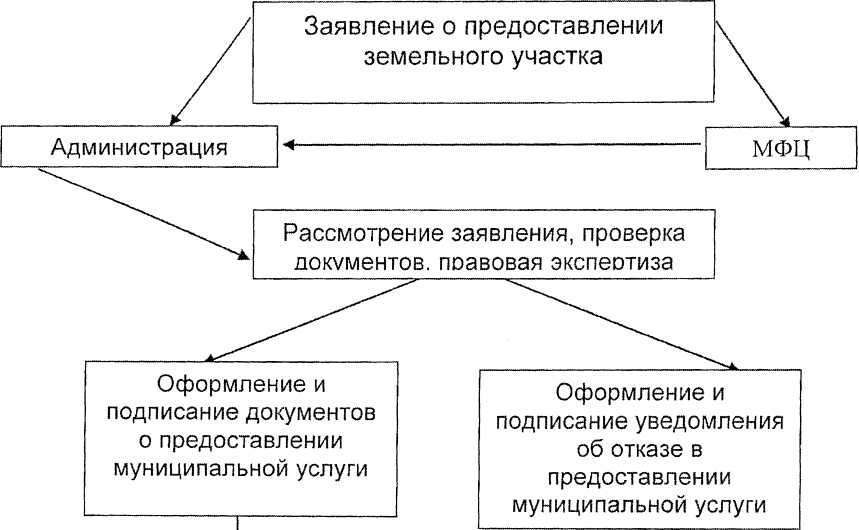 Заявление о предоставлении
земельного участка
Администрация
МФЦ
Рассмотрение заявления, проверка
документов, правовая экспертиза
Оформление и
подписание документов
о предоставлении
муниципальной услуги
Оформление и
подписание уведомления
об отказе в
предоставлении
муниципальной услуги